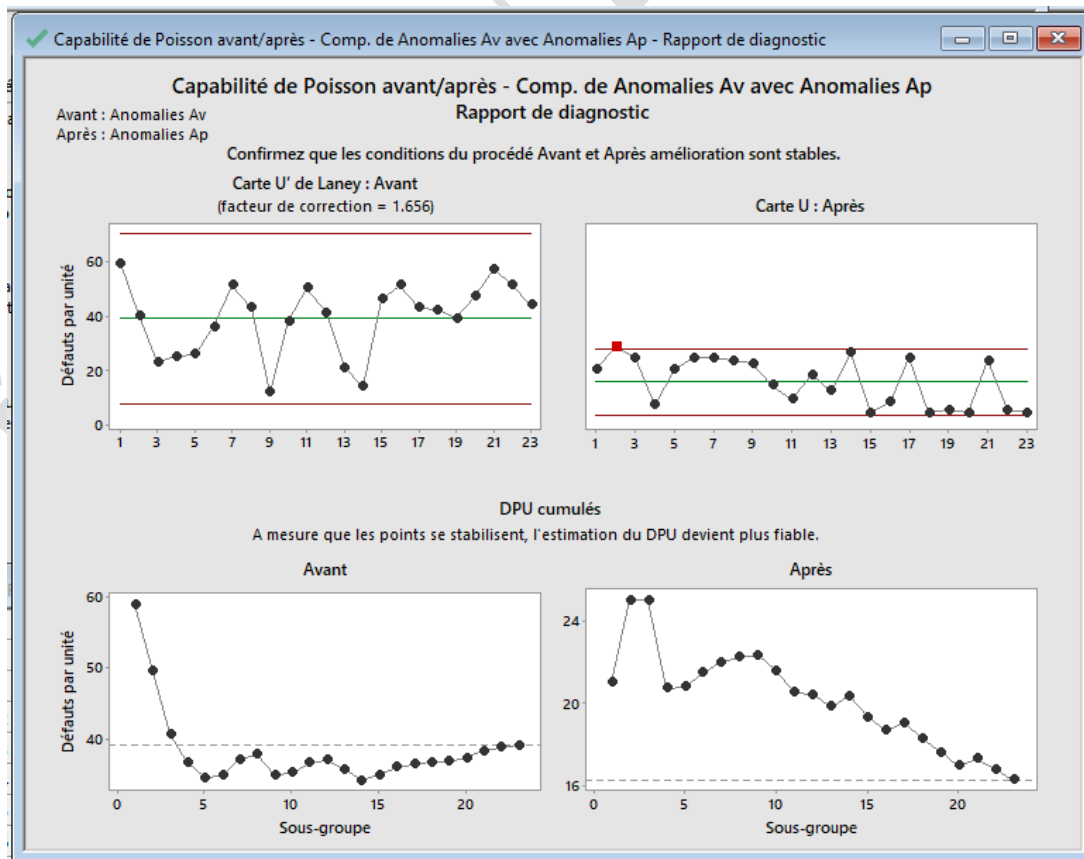 Capabilité de Poisson avant/après - Comp. de Anomalies Av avec Anomalies Ap - Rapport de diagnostic
Capabilité de Poisson avant/après - Comp. de Anomalies Av avec Anomalies Ap
Rapport de diagnostic
Avant : Anomalies Av
Après : Anomalies Ap
Confirmez que les conditions du procédé Avant et Après amélioration sont stables.
Carte U' de Laney : Avant
(facteur de correction = 1.656)
Défauts par unité
60
40
20
0
1 3 5 7 9 11 13 15 17 19 21 23
Carte U : Après
1 3 5 7 9 11 13 15 17 19 21 23
DPU cumulés
A mesure que les points se stabilisent, l'estimation du DPU devient plus fiable.
Avant
Défauts par unité
60
50
40
0 5 10 15 20
Sous-groupe
Après
24
20
16
0 5 10 15 20
Sous-groupe